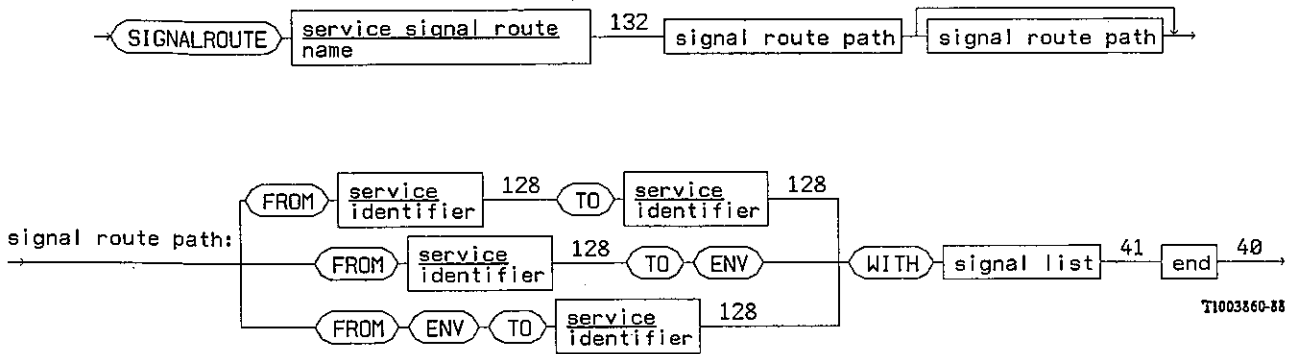 SIGNALROUTE service signal route name 132 signal route path signal route path
signal route path:
FROM service identifier 128 TO service identifier 128
FROM service identifier 128 TO ENV
FROM ENV TO service identifier 128
WITH signal list 41 end 40
T1003860-88